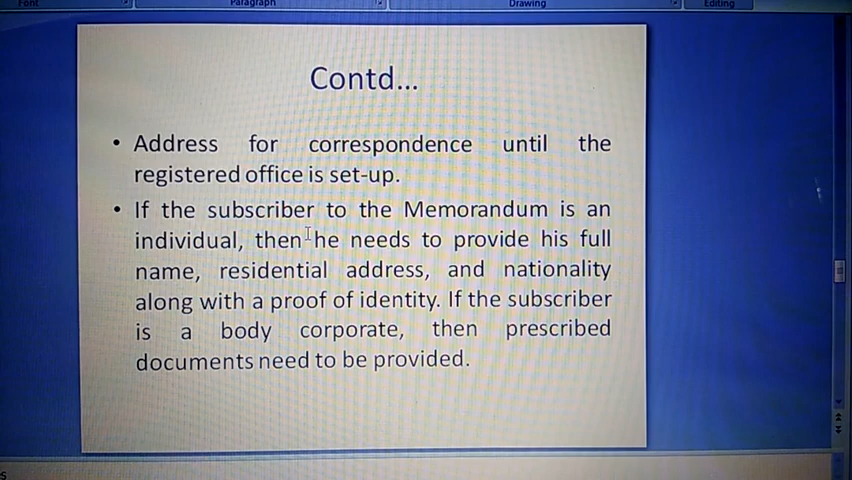 Font Paragraph Drawing Editing
Contd...
• Address for correspondence until the
registered office is set-up.
• If the subscriber to the Memorandum is an
individual, then he needs to provide his full
name, residential address, and nationality
along with a proof of identity. If the subscriber
is a body corporate, then prescribed
documents need to be provided.